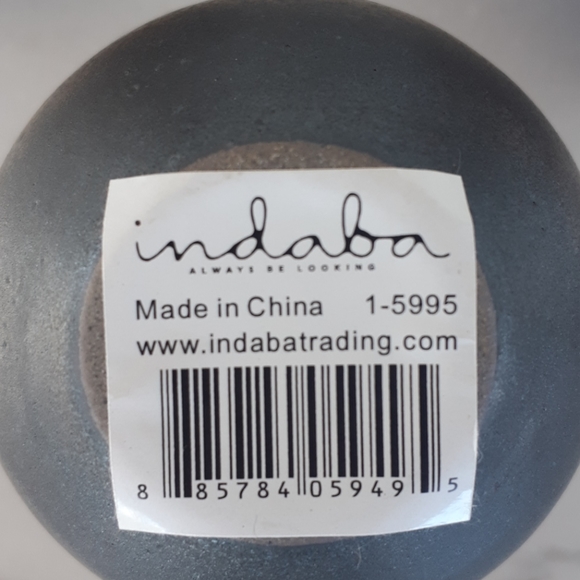 indaba
ALWAYS BE LOOKING
Made in China 1-5995
www.indabatrading.com
8 85784 05949 5